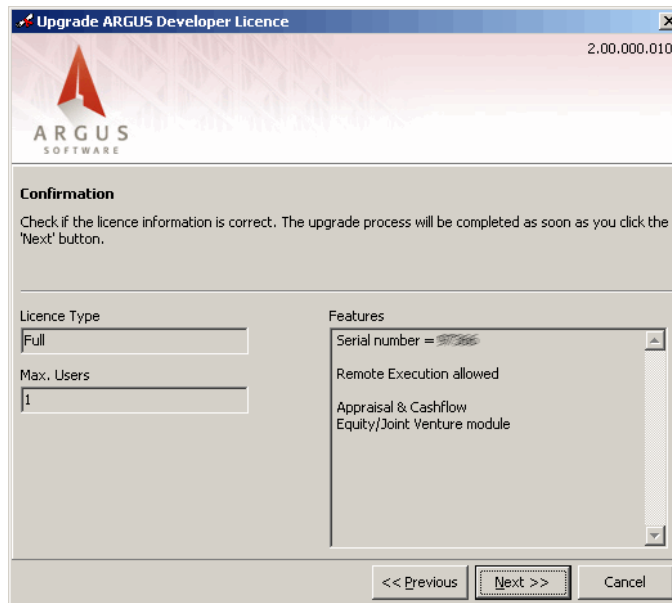 Upgrade ARGUS Developer Licence
2.00.000.010
ARGUS
SOFTWARE
Confirmation
Check if the licence information is correct. The upgrade process will be completed as soon as you click the
'Next' button.
Licence Type
Full
Max. Users
1
Features
Serial number =
Remote Execution allowed
Appraisal & Cashflow
Equity/Joint Venture module
<< Previous
Next >>
Cancel